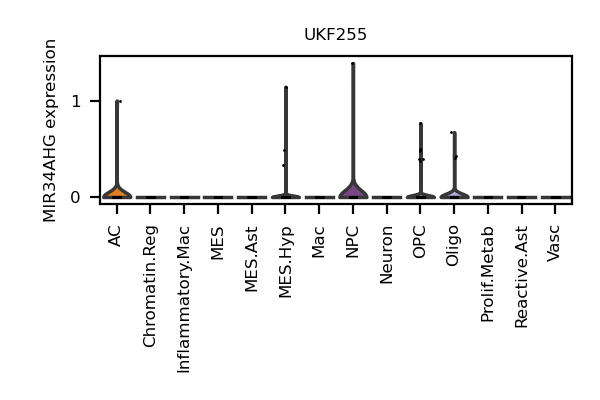 UKF255
MIR34AHG expression
1
0
AC
Chromatin.Reg
Inflammatory.Mac
MES
MES.Ast
MES.Hyp
Mac
NPC
Neuron
OPC
Oligo
Prolif.Metab
Reactive.Ast
Vasc